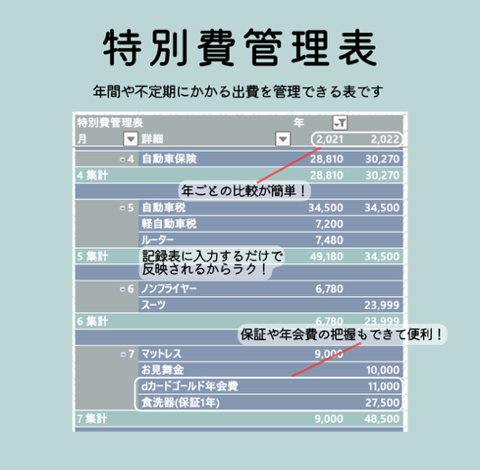 特別費管理表
年間や不定期にかかる出費を管理できる表です
特別費管理表 年
月 詳細 2,021 2,022
4 自動車保険 28,810 30,270
4 集計 28,810 30,270
年ごとの比較が簡単！
5 自動車税 34,500 34,500
軽自動車税 7,200
ルーター 7,480
5 集計 49,180 34,500
記録表に入力するだけで
反映されるからラク！
6 ノンフライヤー 6,780
スーツ 23,999
6 集計 6,780 23,999
保証や年会費の把握もできて便利！
7 マットレス 9,000
お見舞金 10,000
dカードゴールド年会費 11,000
食洗器(保証1年) 27,500
7 集計 9,000 48,500